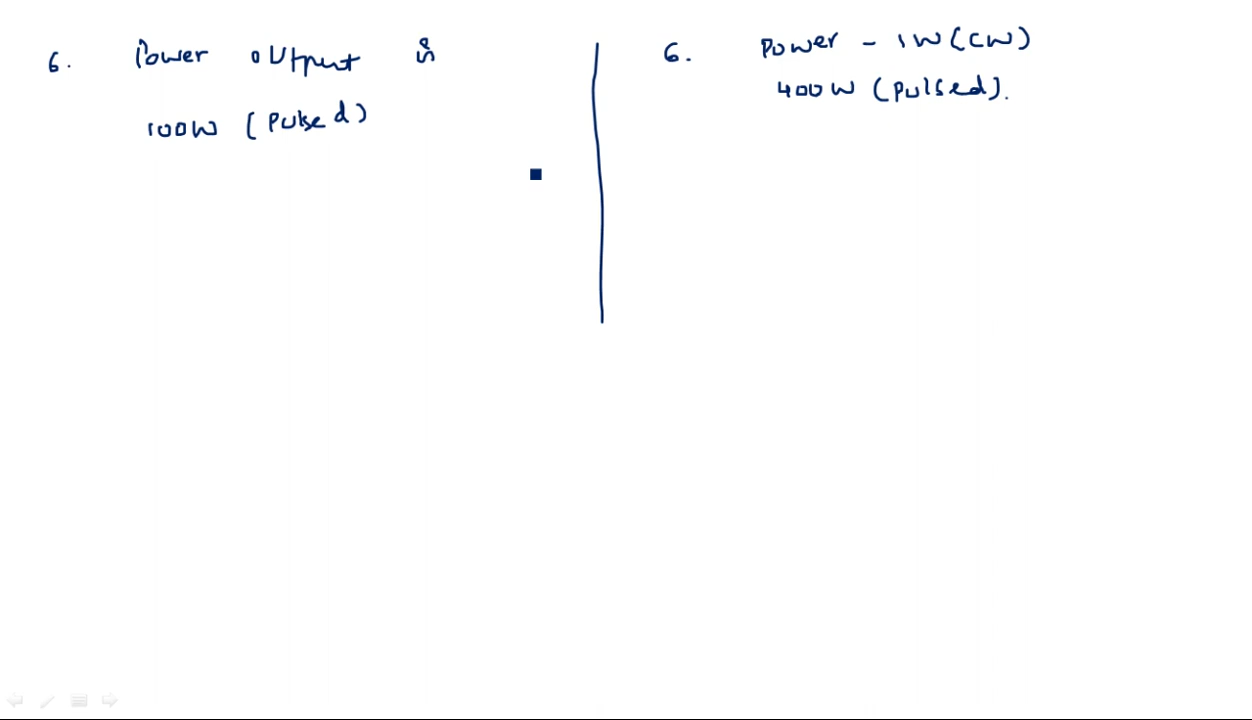 6. Power output is
100W (Pulsed)
6. Power - 1W (CW)
400W (Pulsed).